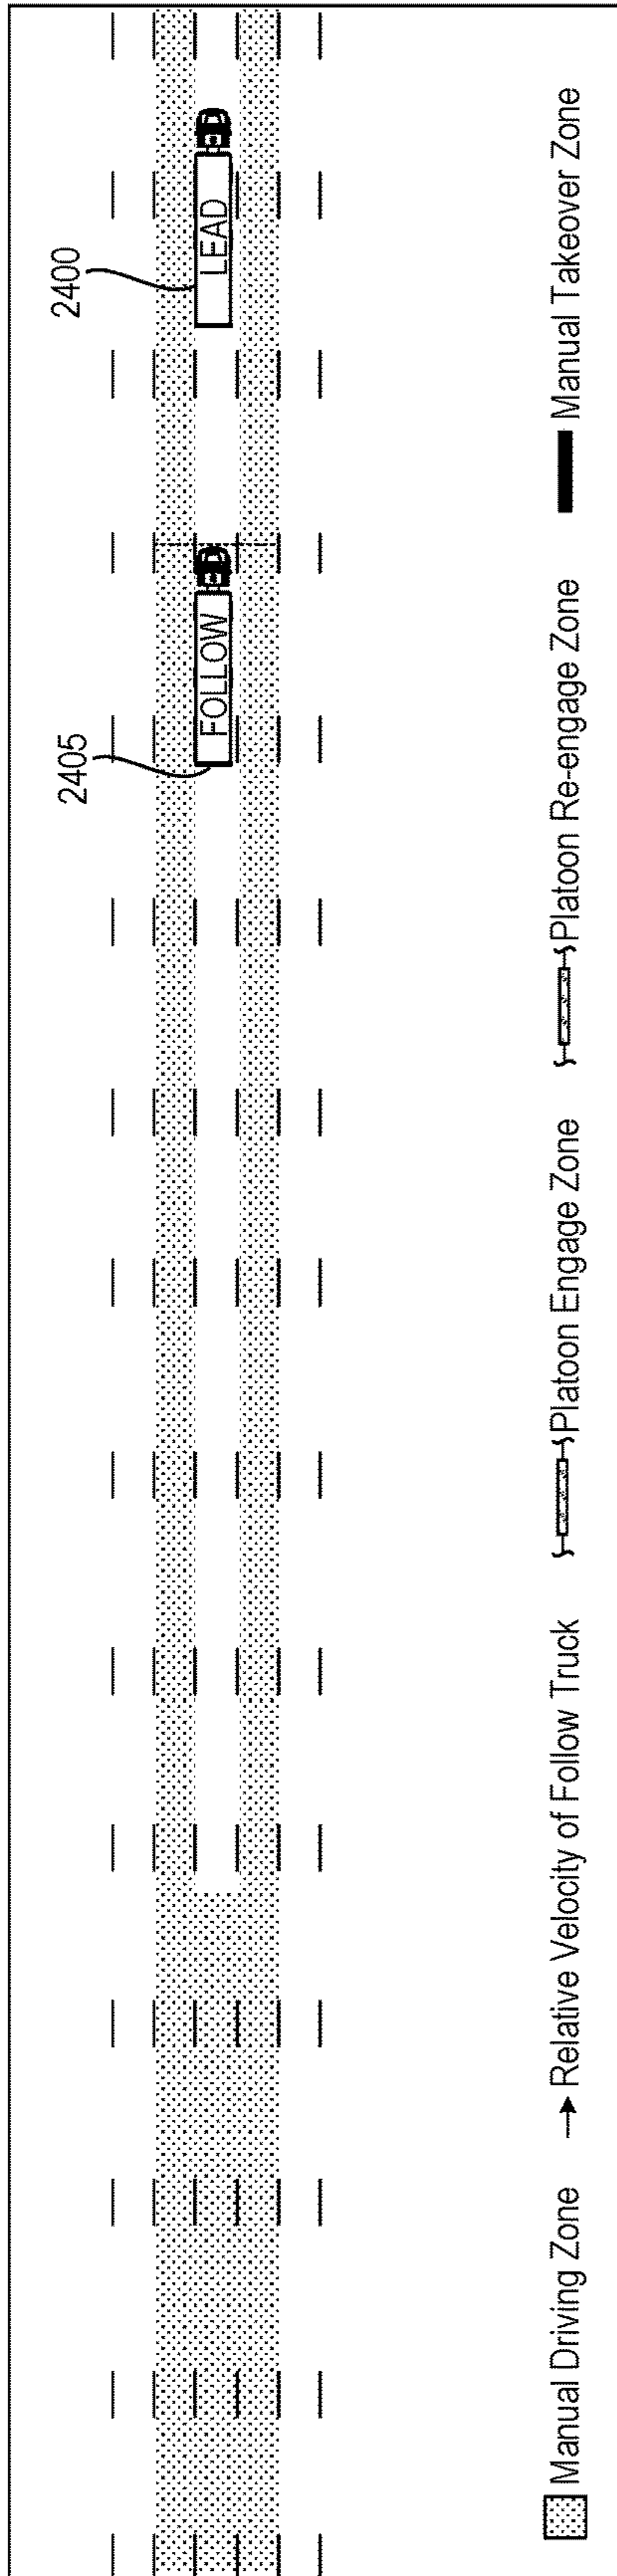 2400
LEAD
2405
FOLLOW
Manual Driving Zone
Relative Velocity of Follow Truck
Platoon Engage Zone
Platoon Re-engage Zone
Manual Takeover Zone